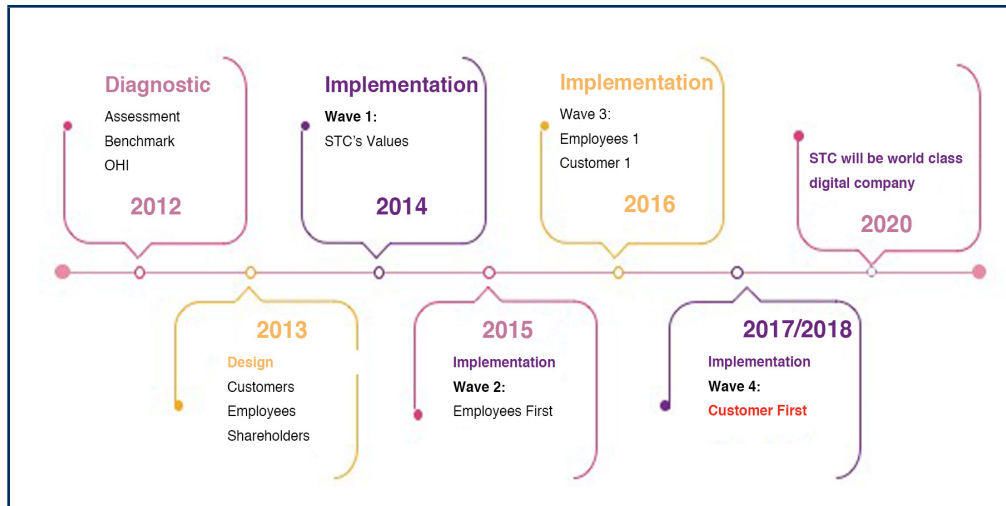 Diagnostic
Assessment
Benchmark
OHI
2012
2013
Design
Customers
Employees
Shareholders
Implementation
Wave 1:
STC's Values
2014
2015
Implementation
Wave 2:
Employees First
Implementation
Wave 3:
Employees 1
Customer 1
2016
2017/2018
Implementation
Wave 4:
Customer First
STC will be world class
digital company
2020